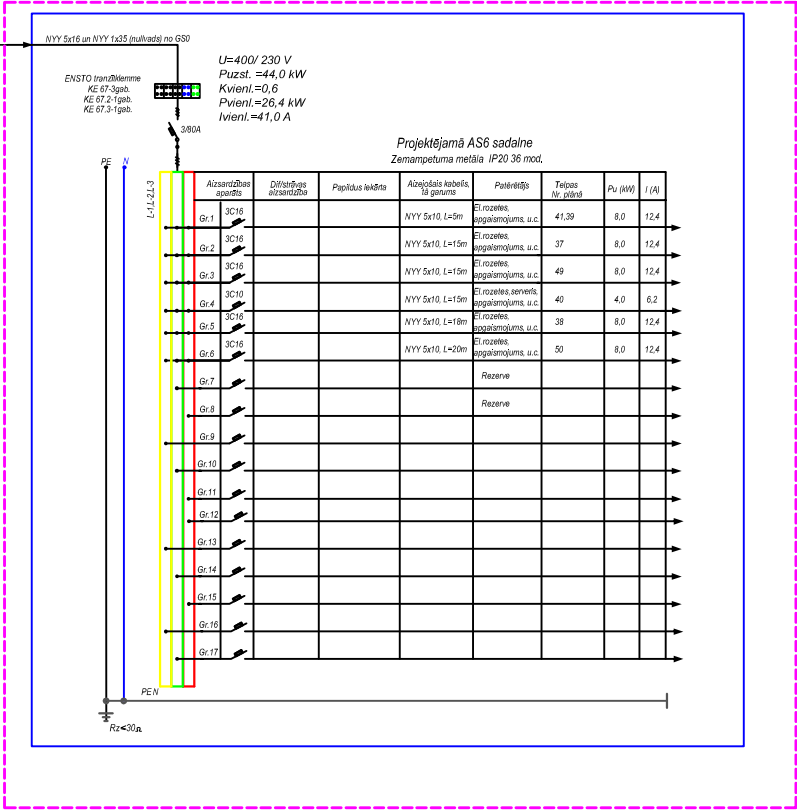 NYY 5x16 un NYY 1x35 (nullvads) no GS0
U=400/ 230 V
Puzst. =44,0 kW
Kvienl.=0,6
Pvienl.=26,4 kW
Ivienl.=41,0 A
ENSTO tranzītklemme
KE 67-3gab.
KE 67.2-1gab.
KE 67.3-1gab.
3/80A
Projektējamā AS6 sadalne
Zemampetuma metāla IP20 36 mod.
PE N
L-1;L-2;L-3
Aizsardzības aparāts Dif/strāvas aizsardzība Papildus iekārta Aizejošais kabelis, tā garums Patērētājs Telpas Nr. plānā Pu (kW) I (A)
Gr.1 3C16 NYY 5x10, L=5m El.rozetes, apgaismojums, u.c. 41,39 8,0 12,4
Gr.2 3C16 NYY 5x10, L=15m El.rozetes, apgaismojums, u.c. 37 8,0 12,4
Gr.3 3C16 NYY 5x10, L=15m El.rozetes, apgaismojums, u.c. 49 8,0 12,4
Gr.4 3C10 NYY 5x10, L=15m El.rozetes,serveris, apgaismojums, u.c. 40 4,0 6,2
Gr.5 3C16 NYY 5x10, L=18m El.rozetes, apgaismojums, u.c. 38 8,0 12,4
Gr.6 3C16 NYY 5x10, L=20m El.rozetes, apgaismojums, u.c. 50 8,0 12,4
Gr.7 Rezerve
Gr.8 Rezerve
Gr.9
Gr.10
Gr.11
Gr.12
Gr.13
Gr.14
Gr.15
Gr.16
Gr.17
PEN
Rz≤30Ω